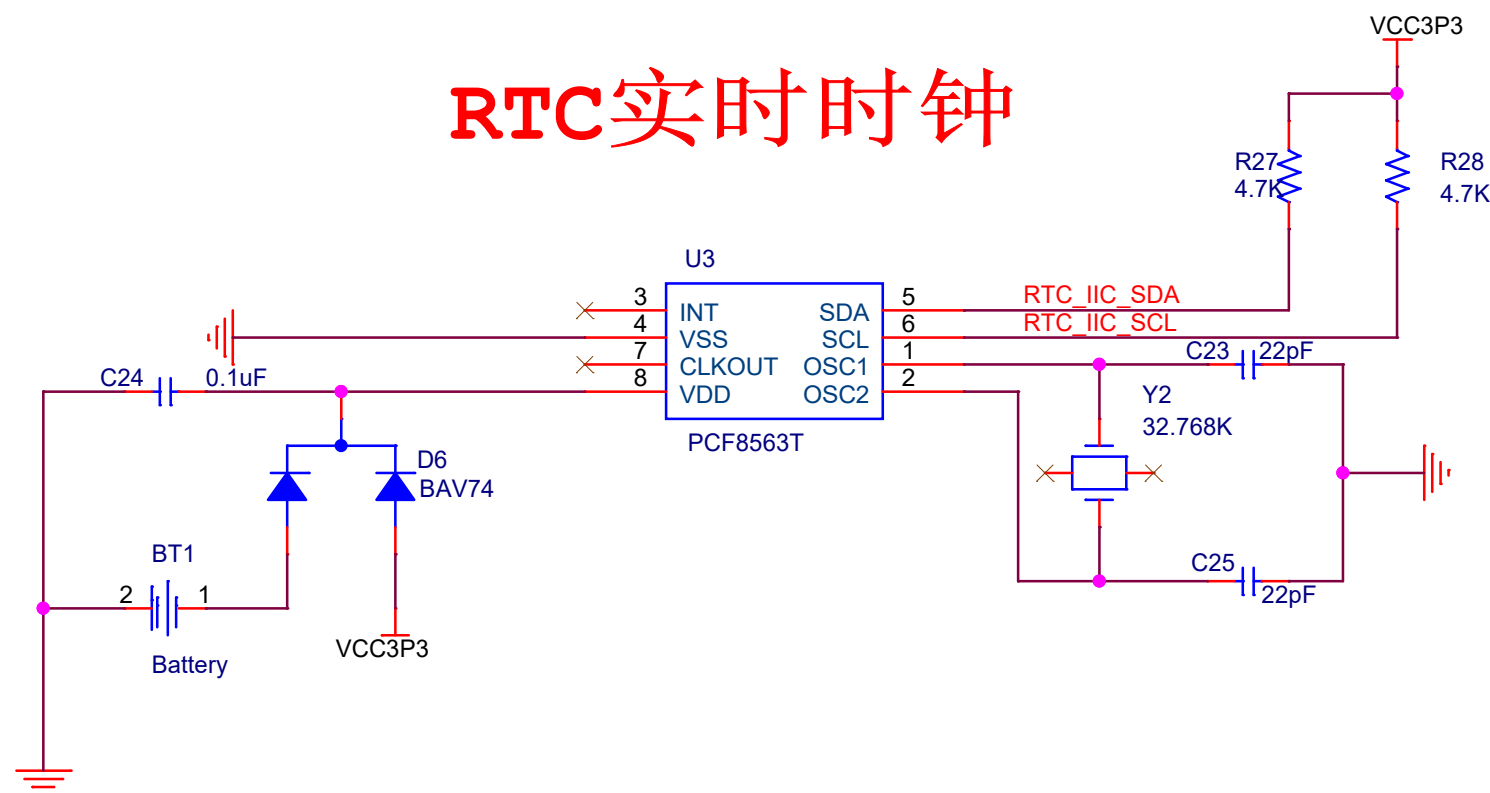 VCC3P3
RTC实时时钟
R27
4.7K
R28
4.7K
U3
3
INT
4
VSS
7
CLKOUT
8
VDD
SDA
5
SCL
6
OSC1
1
OSC2
2
PCF8563T
RTC_IIC_SDA
RTC_IIC_SCL
C23
22pF
Y2
32.768K
C25
22pF
C24
0.1uF
D6
BAV74
BT1
2
1
Battery
VCC3P3